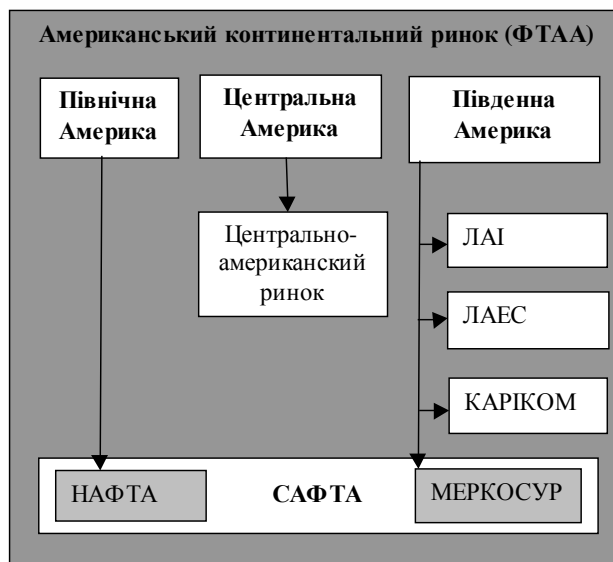 Американський континентальний ринок (ФТАА)
Північна
Америка
Центральна
Америка
Південна
Америка
Центрально-
американский
ринок
ЛАІ
ЛАЕС
КАРІКОМ
НАФТА
САФТА
МЕРКОСУР